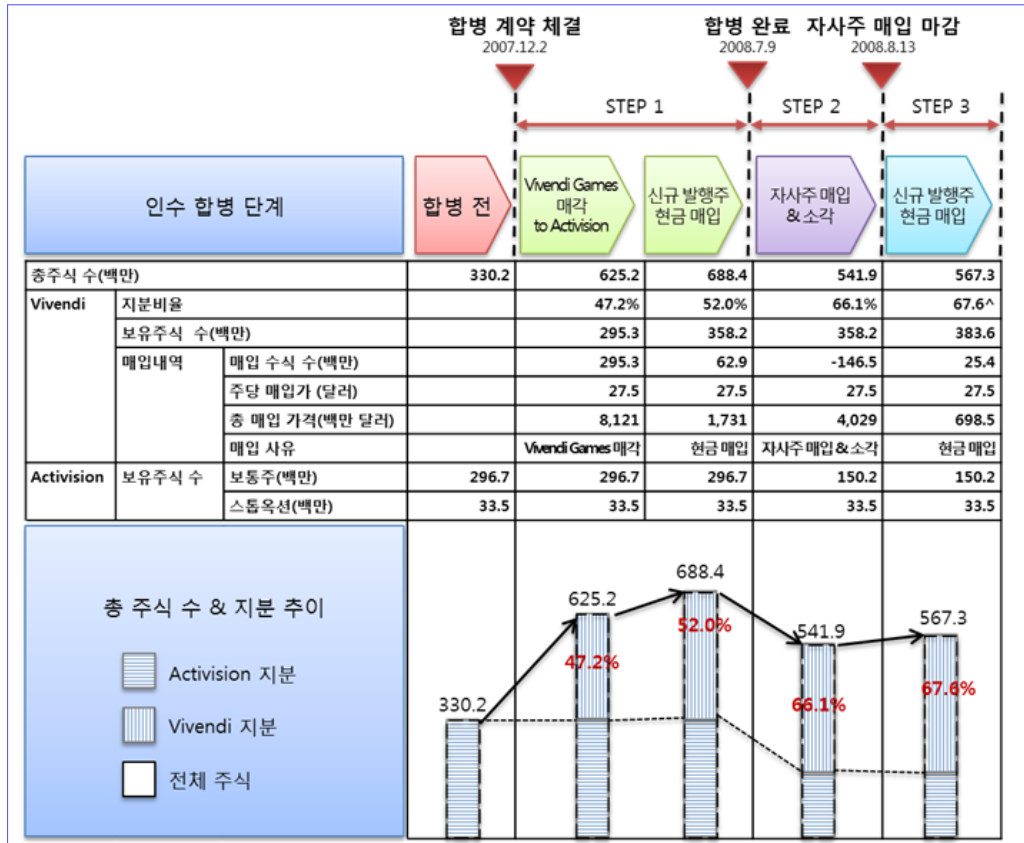 합병 계약 체결 합병 완료 자사주 매입 마감
2007.12.2 2008.7.9 2008.8.13
STEP 1 STEP 2 STEP 3
인수 합병 단계
합병 전
Vivendi Games
매각
to Activision
신규 발행주
현금 매입
자사주 매입
& 소각
신규 발행주
현금 매입
총주식 수(백만) 330.2 625.2 688.4 541.9 567.3
Vivendi 지분비율 47.2% 52.0% 66.1% 67.6^
보유주식 수(백만) 295.3 358.2 358.2 383.6
매입내역 매입 수식 수(백만) 295.3 62.9 -146.5 25.4
주당 매입가 (달러) 27.5 27.5 27.5 27.5
총 매입 가격(백만 달러) 8,121 1,731 4,029 698.5
매입 사유 Vivendi Games 매각 현금 매입 자사주 매입 & 소각 현금 매입
Activision 보유주식 수 보통주(백만) 296.7 296.7 296.7 150.2 150.2
스톱옥션(백만) 33.5 33.5 33.5 33.5 33.5
총 주식 수 & 지분 추이
Activision 지분
Vivendi 지분
전체 주식
330.2
625.2
47.2%
688.4
52.0%
541.9
66.1%
567.3
67.6%